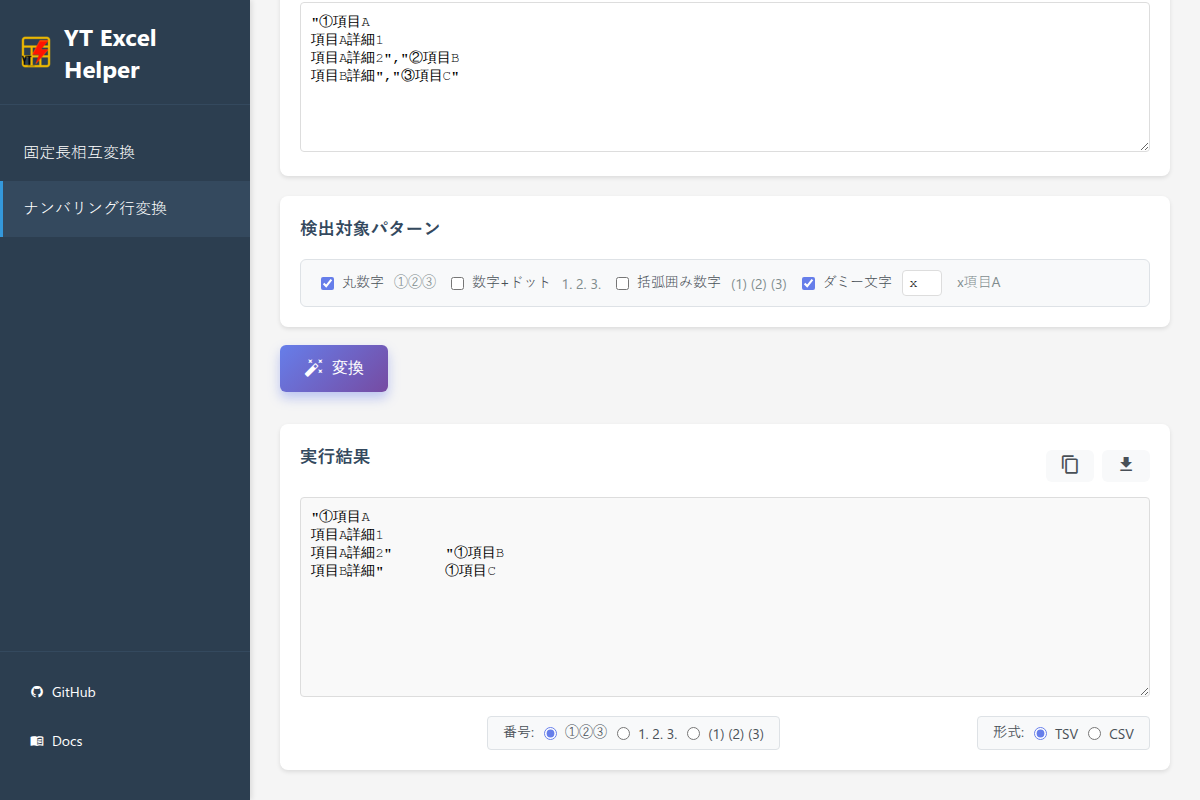 YT Excel
Helper
固定長相互変換
ナンバリング行変換
GitHub
Docs
"①項目A
項目A詳細1
項目A詳細2","②項目B
項目B詳細","③項目C"
検出対象パターン
丸数字 ①②③ 数字+ドット 1. 2. 3. 括弧囲み数字 (1) (2) (3) ダミー文字 x x項目A
変換
実行結果
"①項目A
項目A詳細1
項目A詳細2" "①項目B
項目B詳細" ①項目C
番号: ①②③ 1. 2. 3. (1) (2) (3) 形式: TSV CSV